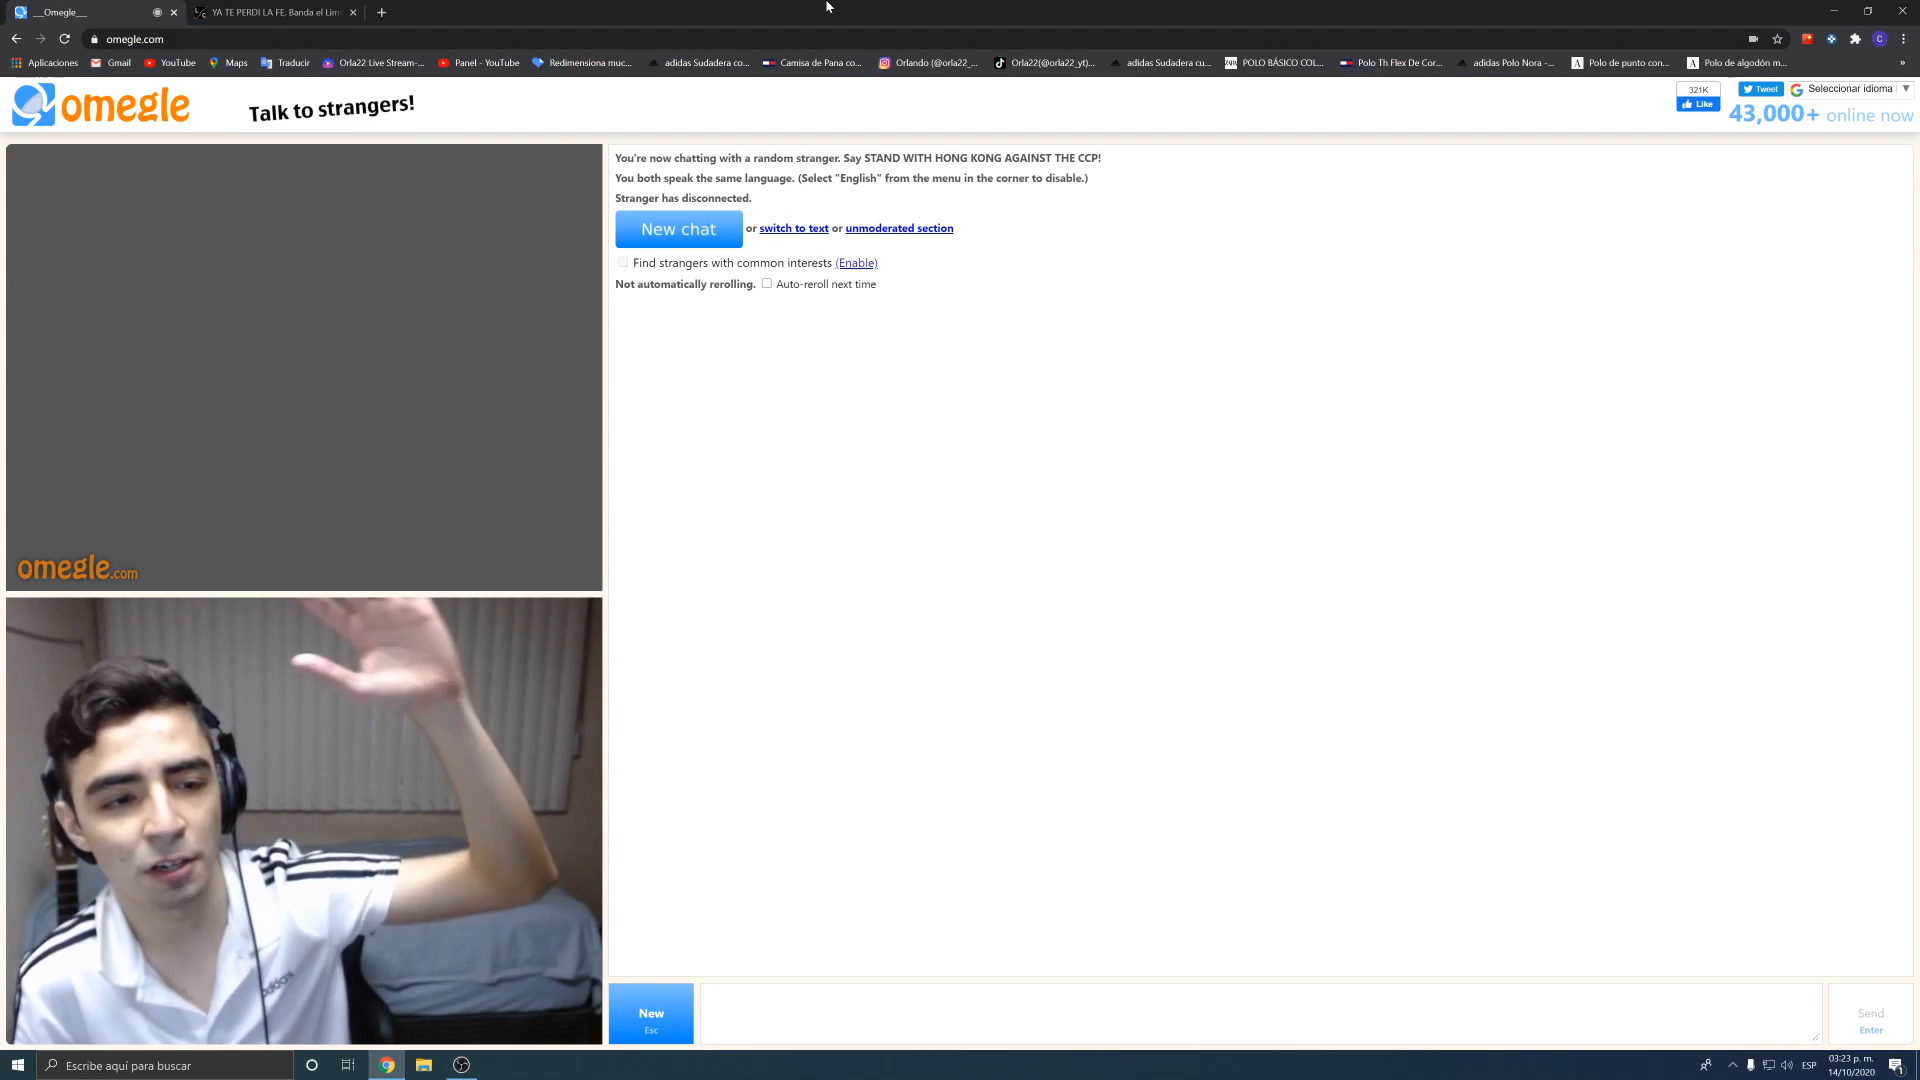 __Omegle__
YA TE PERDI LA FE, Banda el Lim
omegle.com
Aplicaciones Gmail YouTube Maps Traducir Orla22 Live Stream-... Panel - YouTube Redimensiona muc... adidas Sudadera co... Camisa de Pana co... Orlando (@orla22_... Orla22(@orla22_yt)... adidas Sudadera cu... POLO BÁSICO COL... Polo Th Flex De Cor... adidas Polo Nora -... Polo de punto con... Polo de algodón m... »
omegle Talk to strangers!
321K
Like
Tweet
Seleccionar idioma ▼
43,000+ online now
You're now chatting with a random stranger. Say STAND WITH HONG KONG AGAINST THE CCP!
You both speak the same language. (Select "English" from the menu in the corner to disable.)
Stranger has disconnected.
New chat or switch to text or unmoderated section
Find strangers with common interests (Enable)
Not automatically rerolling. Auto-reroll next time
omegle.com
adidas
New
Esc
Send
Enter
Escribe aquí para buscar
ESP
03:23 p. m.
14/10/2020
1